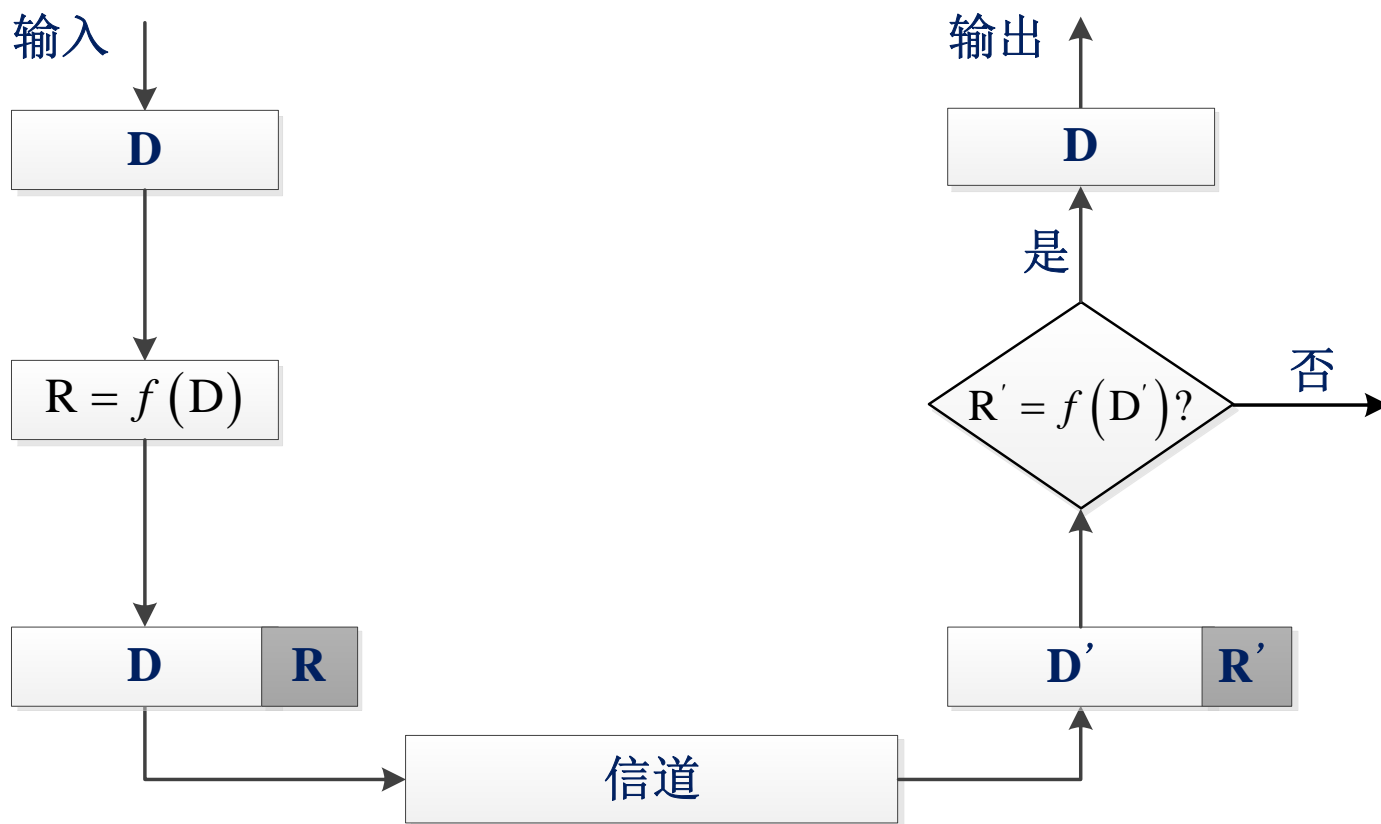 输入
D
R = f(D)
D R
信道
D’ R’
R' = f(D')?
是
否
D
输出